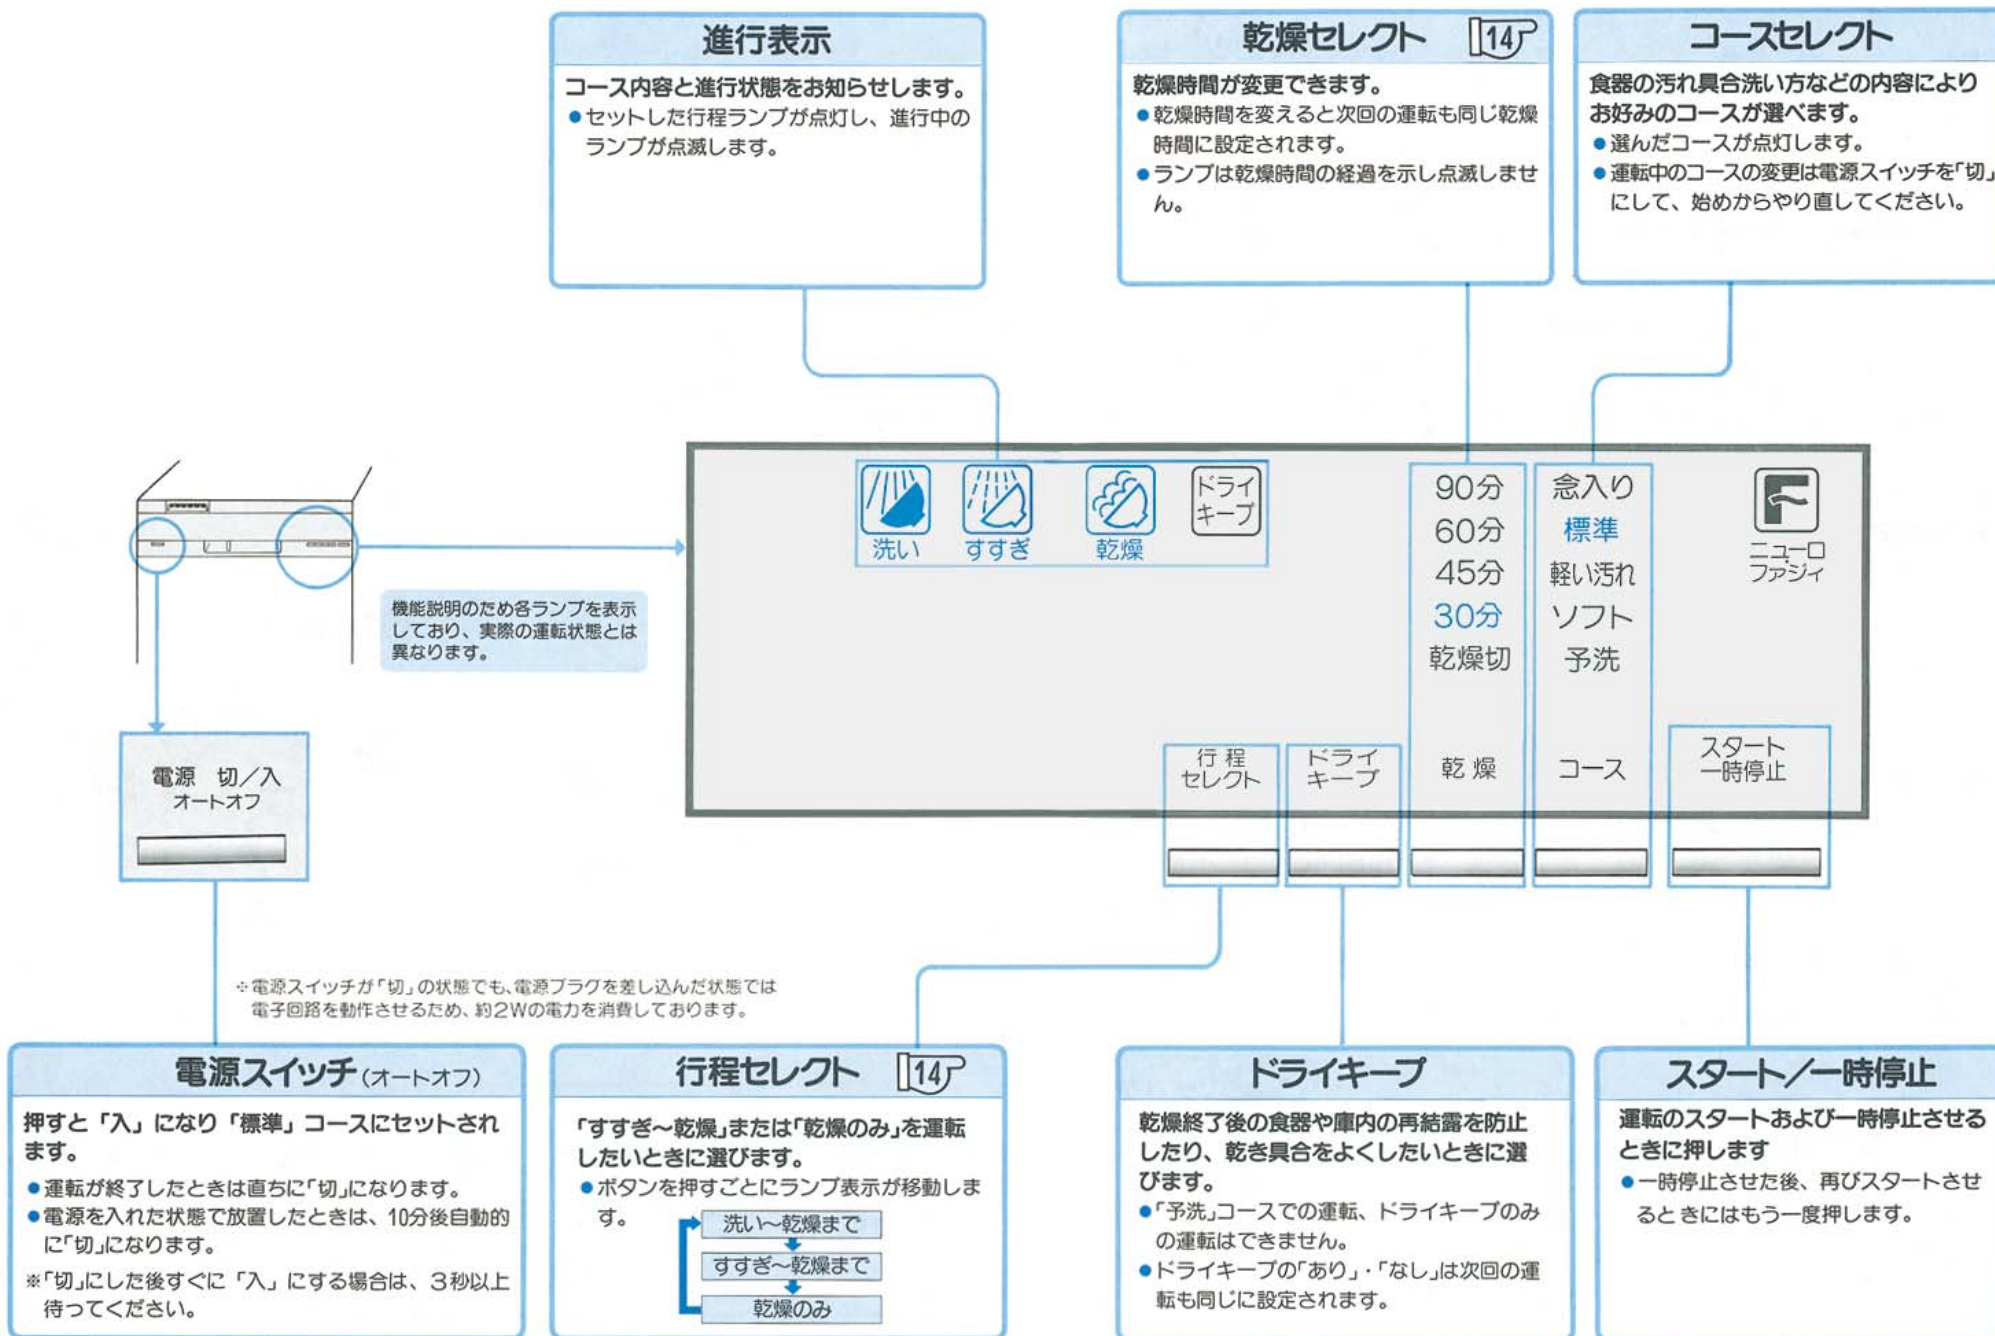 進行表示
コース内容と進行状態をお知らせします。
●セットした行程ランプが点灯し、進行中の
ランプが点滅します。
乾燥セレクト 14
乾燥時間が変更できます。
●乾燥時間を変えると次回の運転も同じ乾燥
時間に設定されます。
●ランプは乾燥時間の経過を示し点滅しませ
ん。
コースセレクト
食器の汚れ具合洗い方などの内容により
お好みのコースが選べます。
●選んだコースが点灯します。
●運転中のコースの変更は電源スイッチを「切」
にして、始めからやり直してください。
機能説明のため各ランプを表示
しており、実際の運転状態とは
異なります。
洗い
すすぎ
乾燥
ドライ
キープ
90分
60分
45分
30分
乾燥切
念入り
標準
軽い汚れ
ソフト
予洗
ニューロ
ファジィ
行程
セレクト
ドライ
キープ
乾燥
コース
スタート
一時停止
電源 切／入
オートオフ
※電源スイッチが「切」の状態でも、電源プラグを差し込んだ状態では
電子回路を動作させるため、約2Wの電力を消費しております。
電源スイッチ(オートオフ)
押すと「入」になり「標準」コースにセットされ
ます。
●運転が終了したときは直ちに「切」になります。
●電源を入れた状態で放置したときは、10分後自動的
に「切」になります。
※「切」にした後すぐに「入」にする場合は、3秒以上
待ってください。
行程セレクト 14
「すすぎ～乾燥」または「乾燥のみ」を運転
したいときに選びます。
●ボタンを押すごとにランプ表示が移動しま
す。
洗い～乾燥まで
すすぎ～乾燥まで
乾燥のみ
ドライキープ
乾燥終了後の食器や庫内の再結露を防止
したり、乾き具合をよくしたいときに選
びます。
●「予洗」コースでの運転、ドライキープのみ
の運転はできません。
●ドライキープの「あり」・「なし」は次回の運
転も同じに設定されます。
スタート／一時停止
運転のスタートおよび一時停止させる
ときに押します
●一時停止させた後、再びスタートさせ
るときにはもう一度押します。